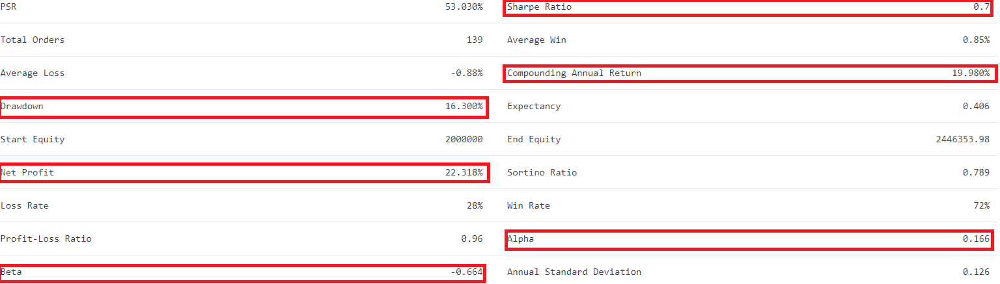 PSR 53.030% Sharpe Ratio 0.7
Total Orders 139 Average Win 0.85%
Average Loss -0.88% Compounding Annual Return 19.980%
Drawdown 16.300% Expectancy 0.406
Start Equity 2000000 End Equity 2446353.98
Net Profit 22.318% Sortino Ratio 0.789
Loss Rate 28% Win Rate 72%
Profit-Loss Ratio 0.96 Alpha 0.166
Beta -0.664 Annual Standard Deviation 0.126